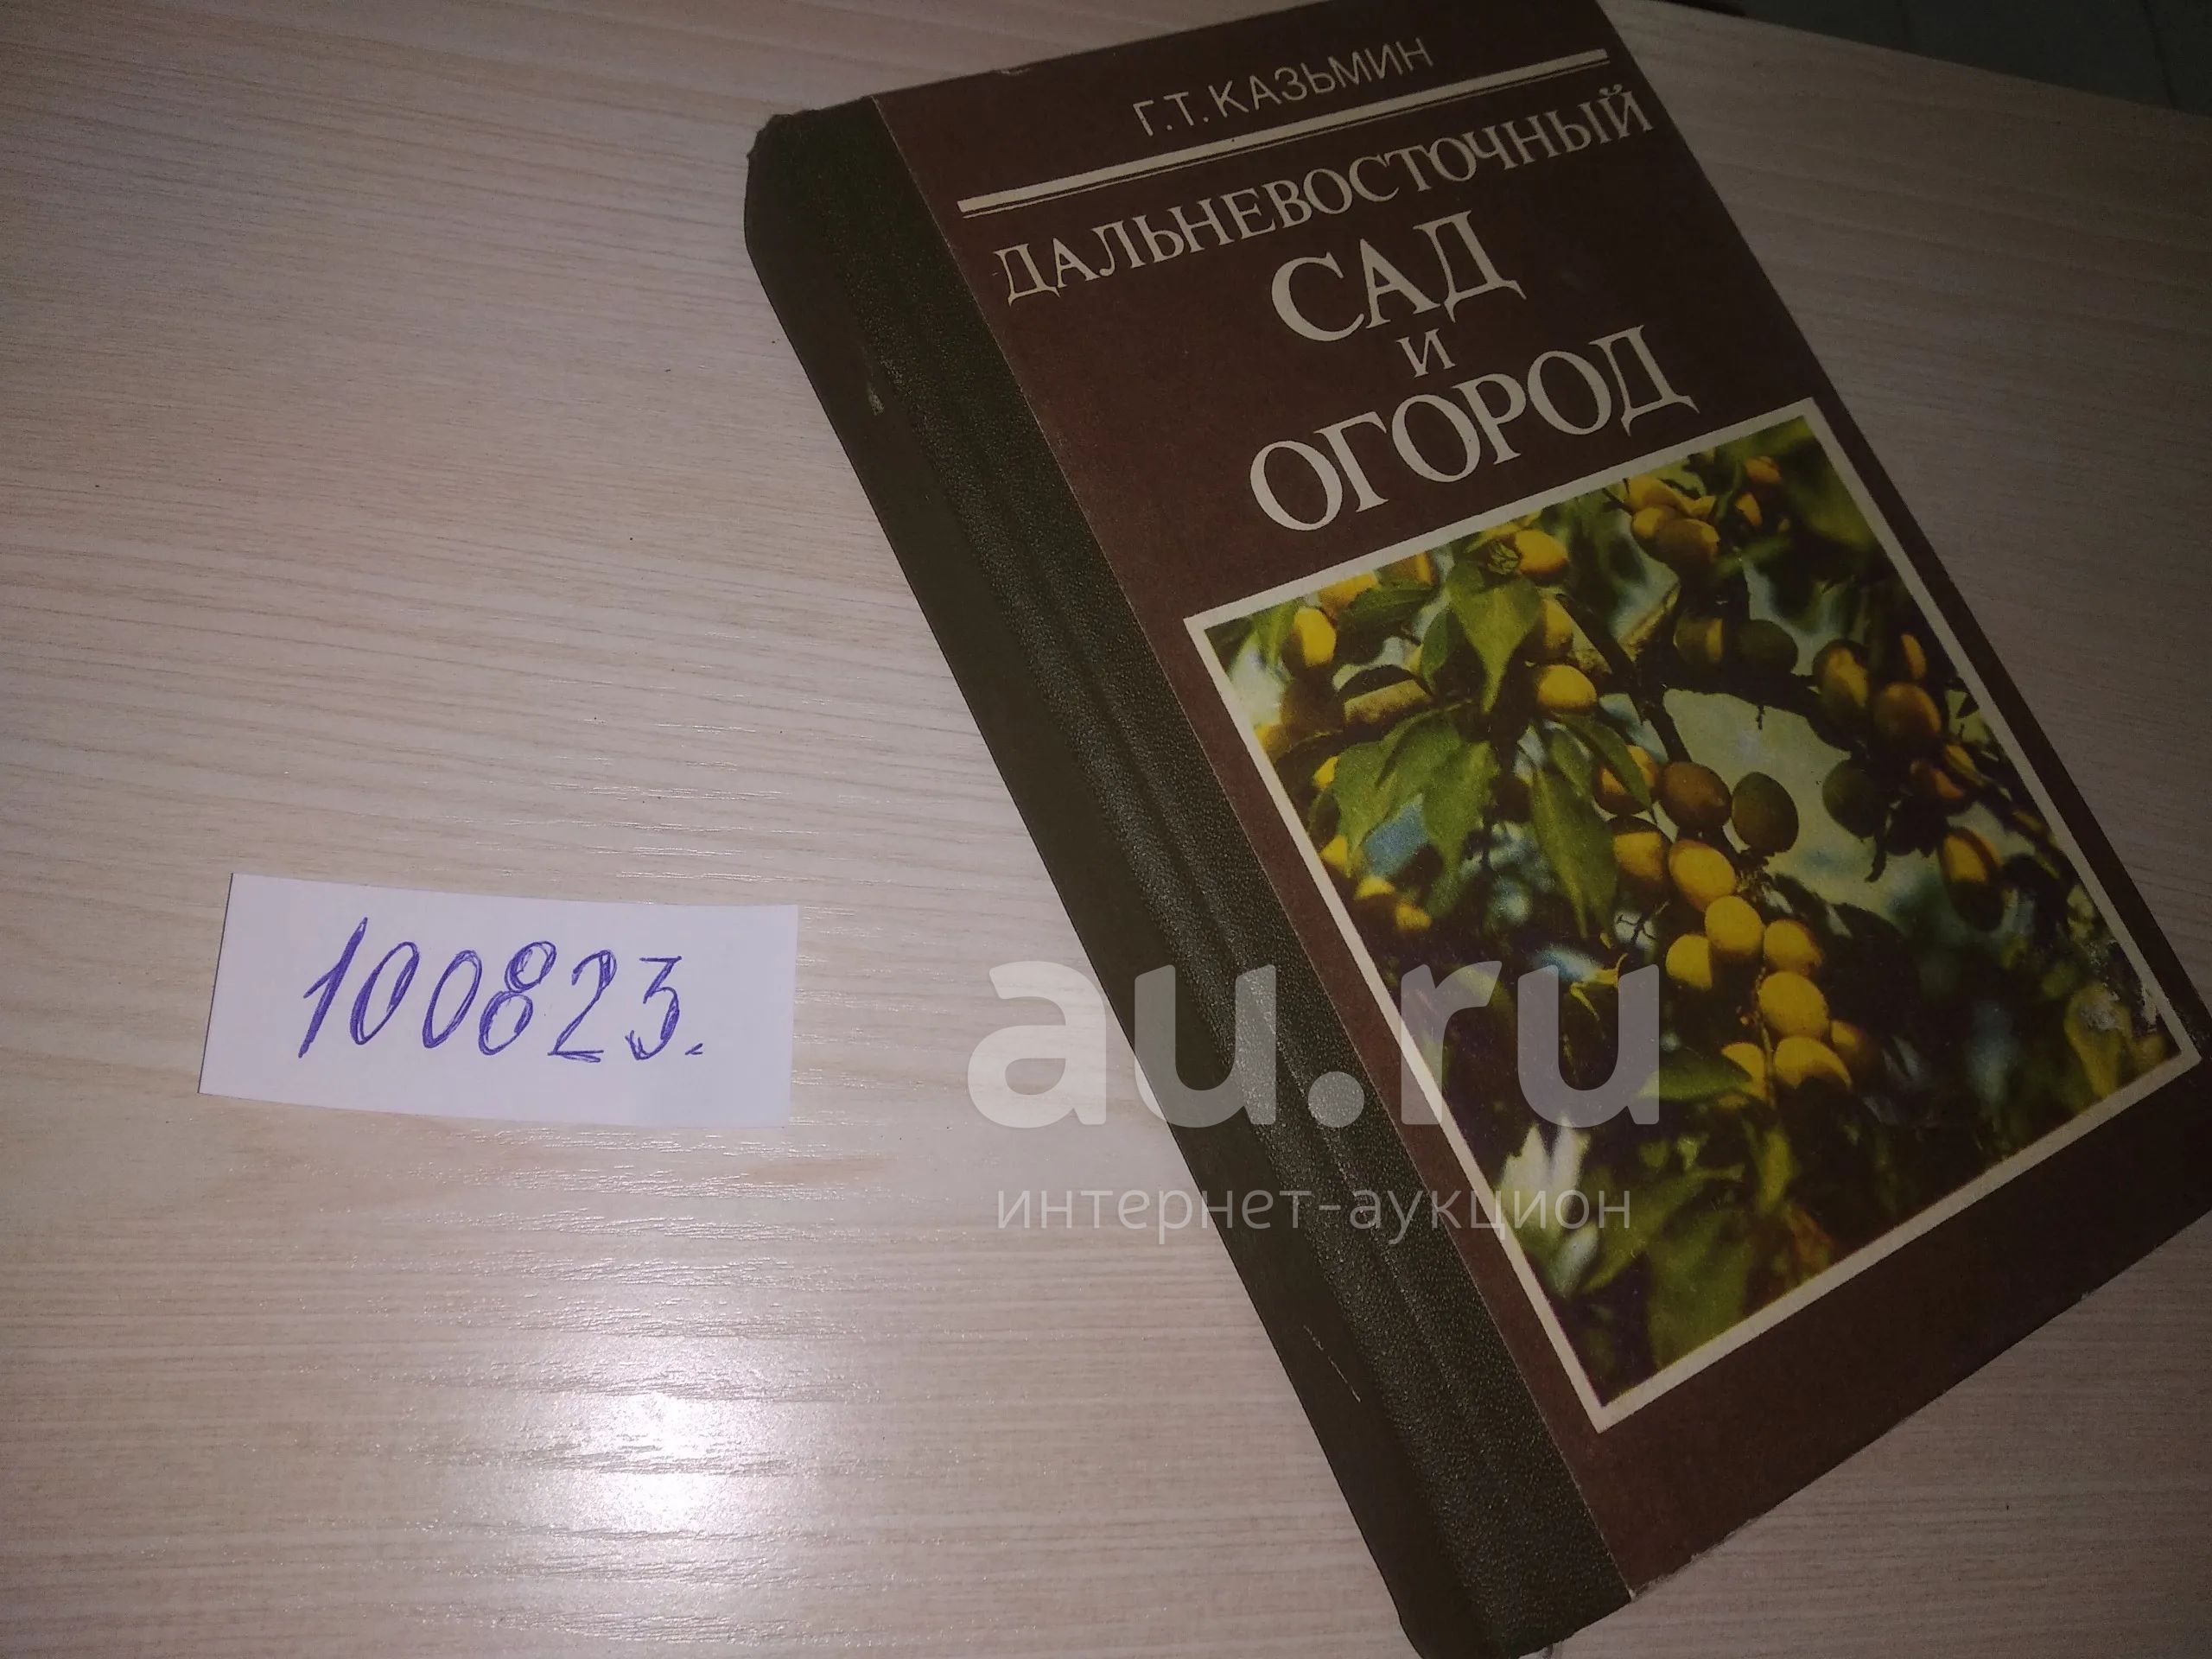 Г.Т. КАЗЬМИН
ДАЛЬНЕВОСТОЧНЫЙ
САД
И
ОГОРОД
100823.
au.ru
интернет-аукцион